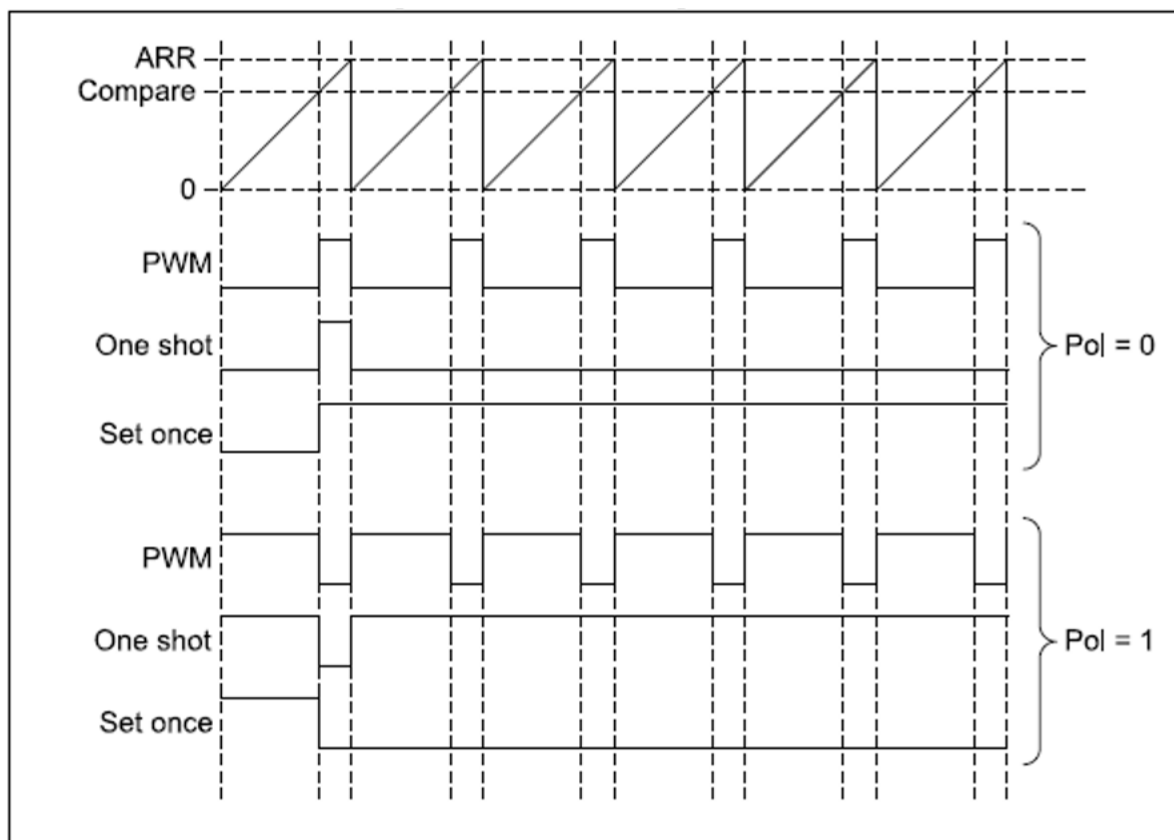 ARR
Compare
0
PWM
One shot
Pol = 0
Set once
PWM
One shot
Pol = 1
Set once